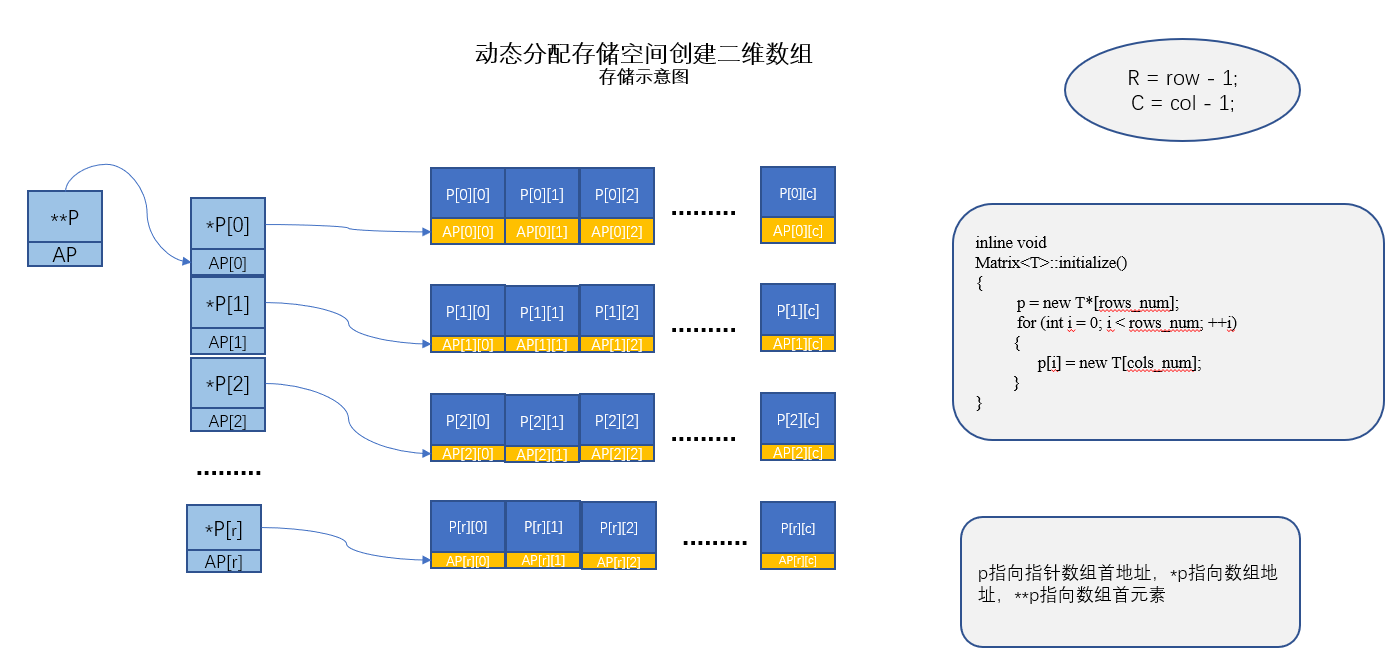 动态分配存储空间创建二维数组
存储示意图
R = row - 1;
C = col - 1;
**P
AP
*P[0]
AP[0]
*P[1]
AP[1]
*P[2]
AP[2]
.........
*P[r]
AP[r]
P[0][0] P[0][1] P[0][2] ......... P[0][c]
AP[0][0] AP[0][1] AP[0][2] AP[0][c]
P[1][0] P[1][1] P[1][2] ......... P[1][c]
AP[1][0] AP[1][1] AP[1][2] AP[1][c]
P[2][0] P[2][1] P[2][2] ......... P[2][c]
AP[2][0] AP[2][1] AP[2][2] AP[2][c]
P[r][0] P[r][1] P[r][2] ......... P[r][c]
AP[r][0] AP[r][1] AP[r][2] AP[r][c]
inline void
Matrix<T>::initialize()
{
p = new T*[rows_num];
for (int i = 0; i < rows_num; ++i)
{
p[i] = new T[cols_num];
}
}
p指向指针数组首地址，*p指向数组地
址，**p指向数组首元素